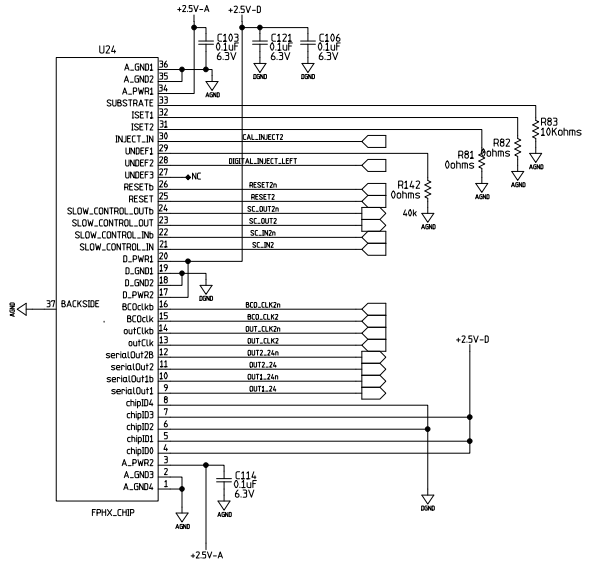 +2.5V-A
+2.5V-D
C103
0.1uF
6.3V
C121
0.1uF
6.3V
C106
0.1uF
6.3V
AGND
DGND
DGND
U24
A_GND1 36
A_GND2 35
A_PWR1 34
SUBSTRATE 33
ISET1 32
ISET2 31
INJECT_IN 30 CAL_INJECT2
UNDEF1 29
UNDEF2 28 DIGITAL_INJECT_LEFT
UNDEF3 27 NC
RESETb 26 RESET2n
RESET 25 RESET2
SLOW_CONTROL_OUTb 24 SC_OUT2n
SLOW_CONTROL_OUT 23 SC_OUT2
SLOW_CONTROL_INb 22 SC_IN2n
SLOW_CONTROL_IN 21 SC_IN2
D_PWR1 20
D_GND1 19
D_GND2 18
D_PWR2 17
BCOclkb 16 BCO_CLK2n
BCOclk 15 BCO_CLK2
outClkb 14 OUT_CLK2n
outClk 13 OUT_CLK2
serialOut2B 12 OUT2_24n
serialOut2 11 OUT2_24
serialOut1b 10 OUT1_24n
serialOut1 9 OUT1_24
chipID4 8
chipID3 7
chipID2 6
chipID1 5
chipID0 4
A_PWR2 3
A_GND3 2
A_GND4 1
R83
10Kohms
AGND
R82
0ohms
AGND
R81
0ohms
AGND
R142
0ohms
40k
AGND
DGND
AGND
37 BACKSIDE
+2.5V-D
C114
0.1uF
6.3V
AGND
AGND
DGND
FPHX_CHIP
+2.5V-A